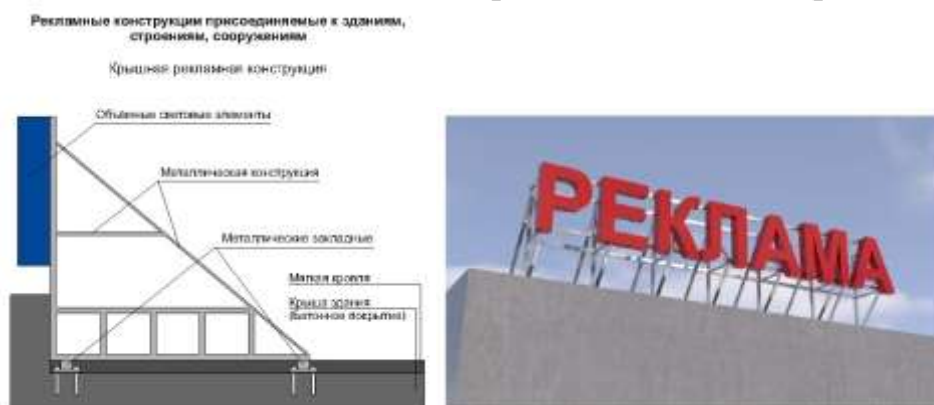 Рекламные конструкции присоединяемые к зданиям,
строениям, сооружениям
Крышная рекламная конструкция
Объемные световые элементы
Металлическая конструкция
Металлические закладные
Мягкая кровля
Крыша здания
(бетонное покрытие)
РЕКЛАМА